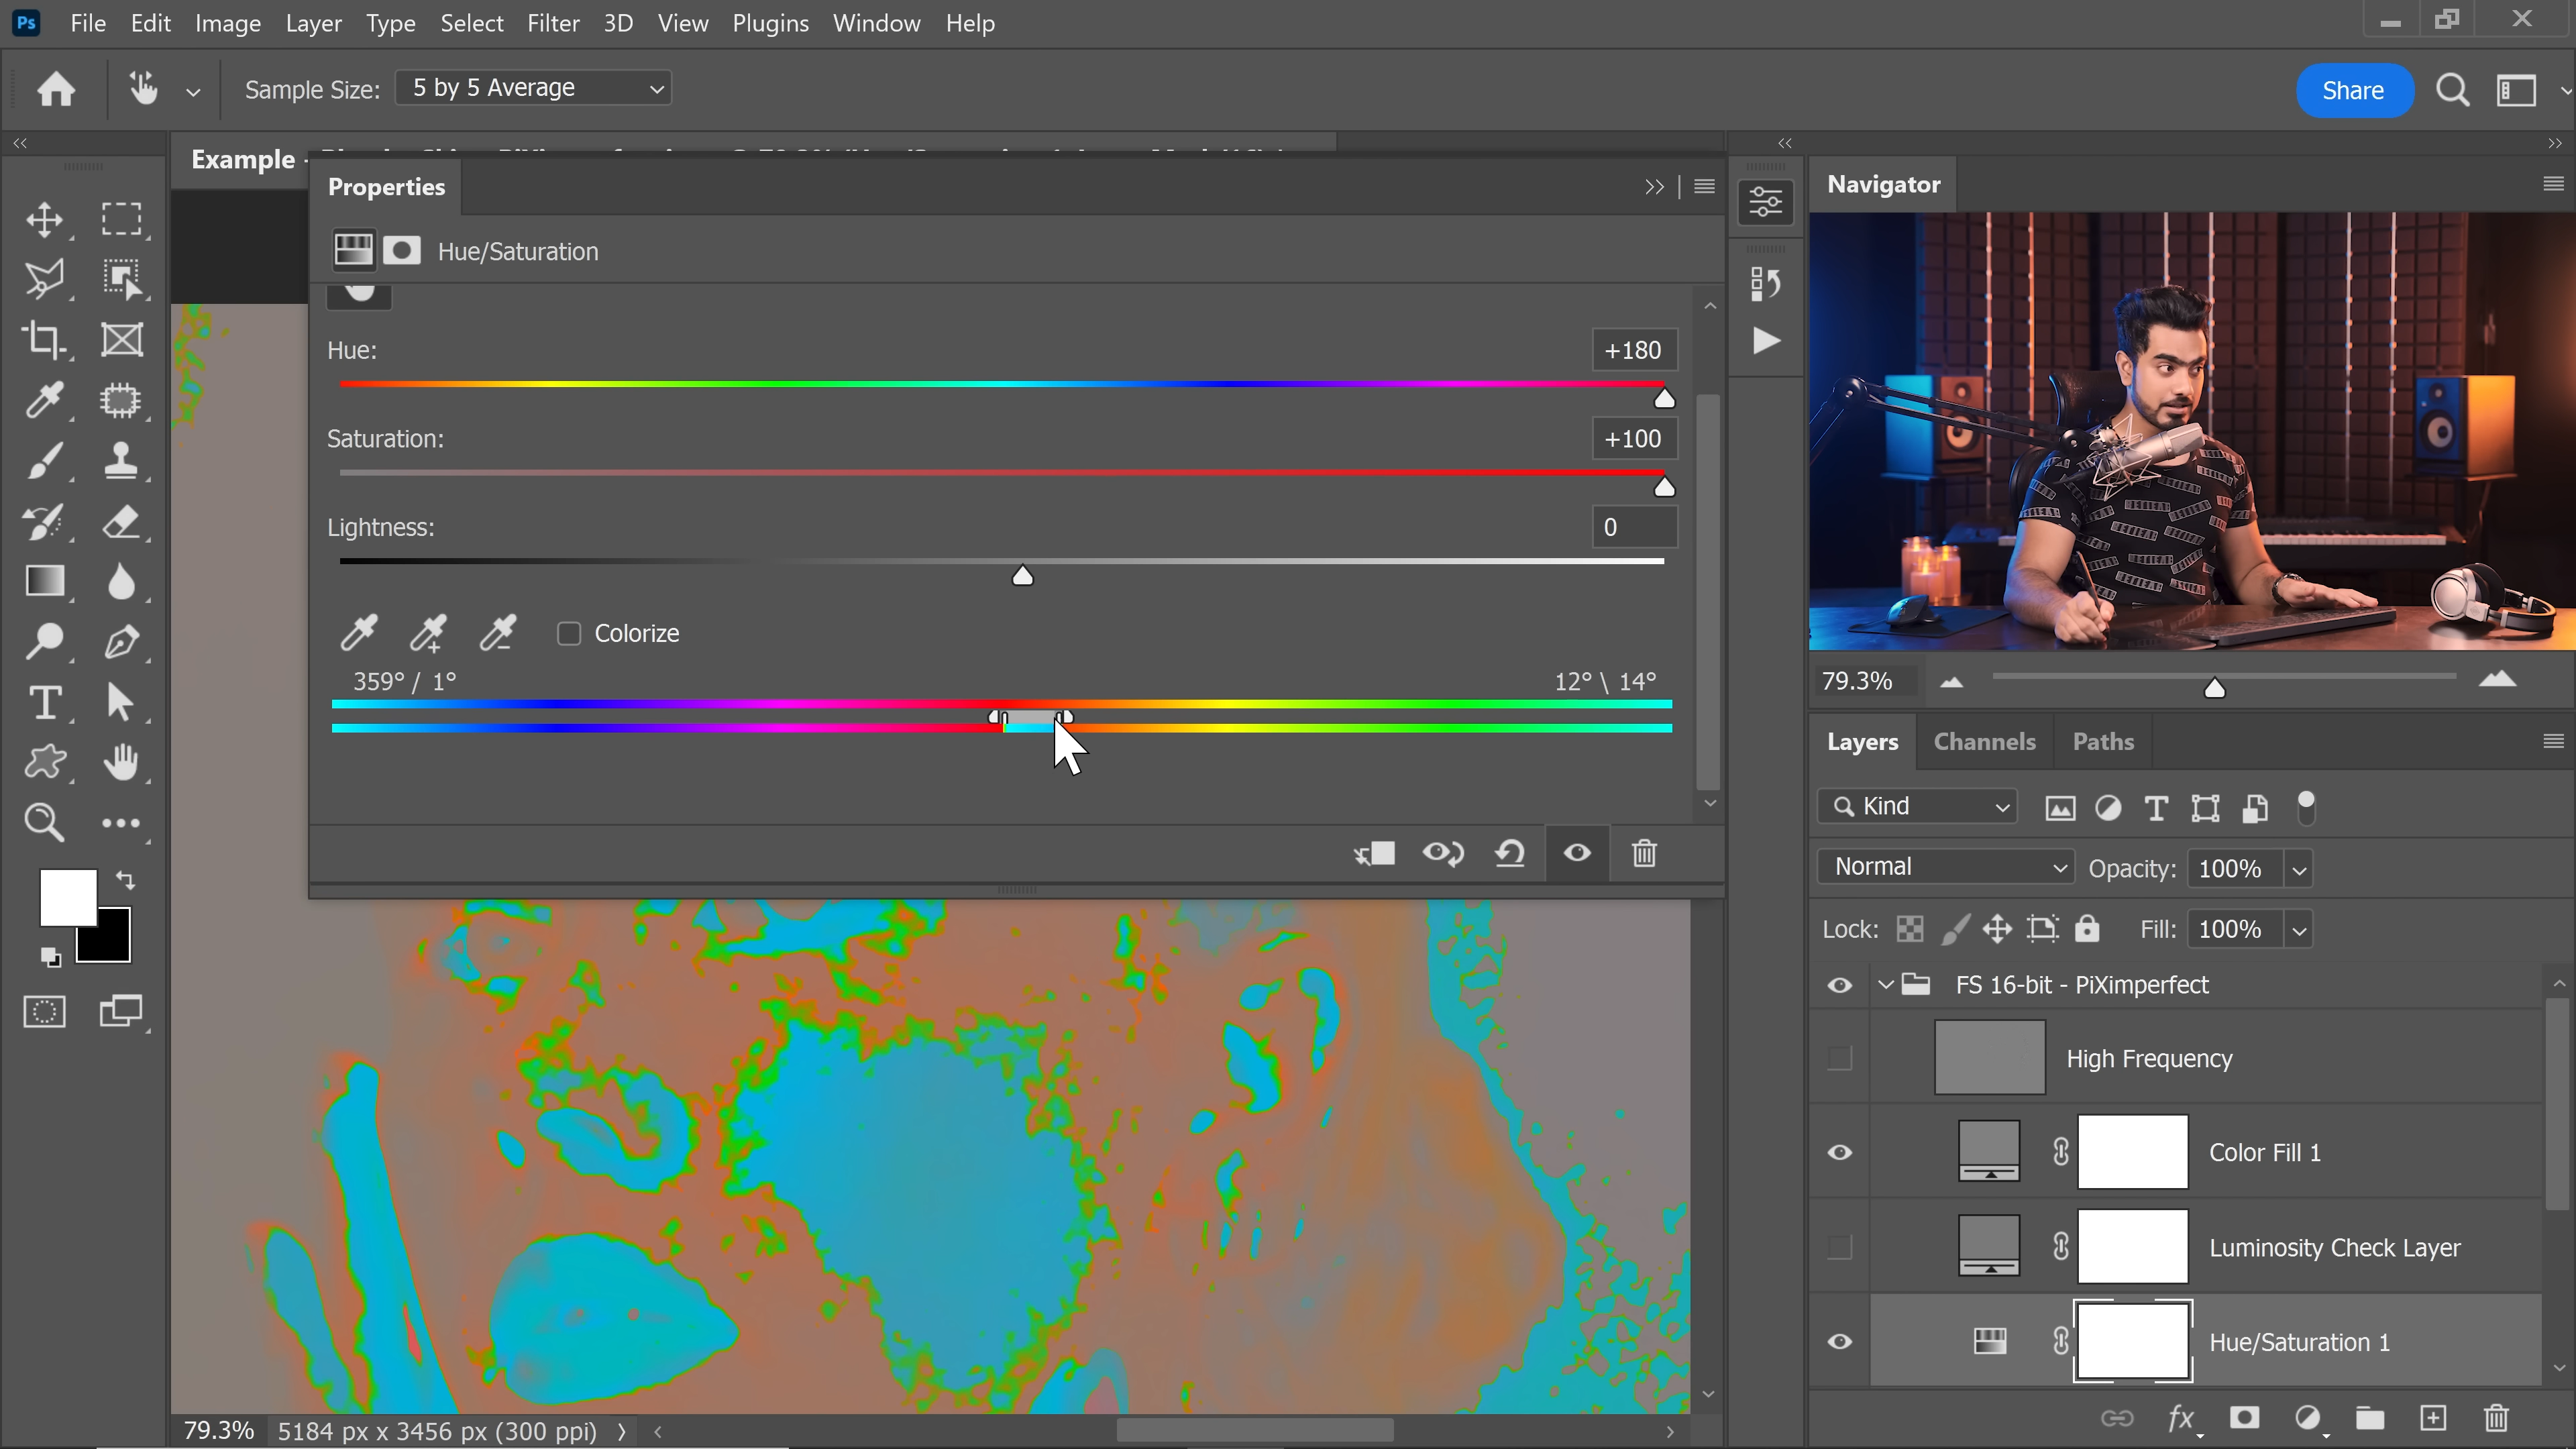 Ps File Edit Image Layer Type Select Filter 3D View Plugins Window Help
Sample Size: 5 by 5 Average Share
Example -
Properties
Navigator
Hue/Saturation
Hue: +180
Saturation: +100
Lightness: 0
Colorize
359° / 1° 12° \ 14°
79.3%
Layers Channels Paths
Kind
Normal Opacity: 100%
Lock: Fill: 100%
FS 16-bit - PiXimperfect
High Frequency
Color Fill 1
Luminosity Check Layer
Hue/Saturation 1
fx
79.3% 5184 px x 3456 px (300 ppi)